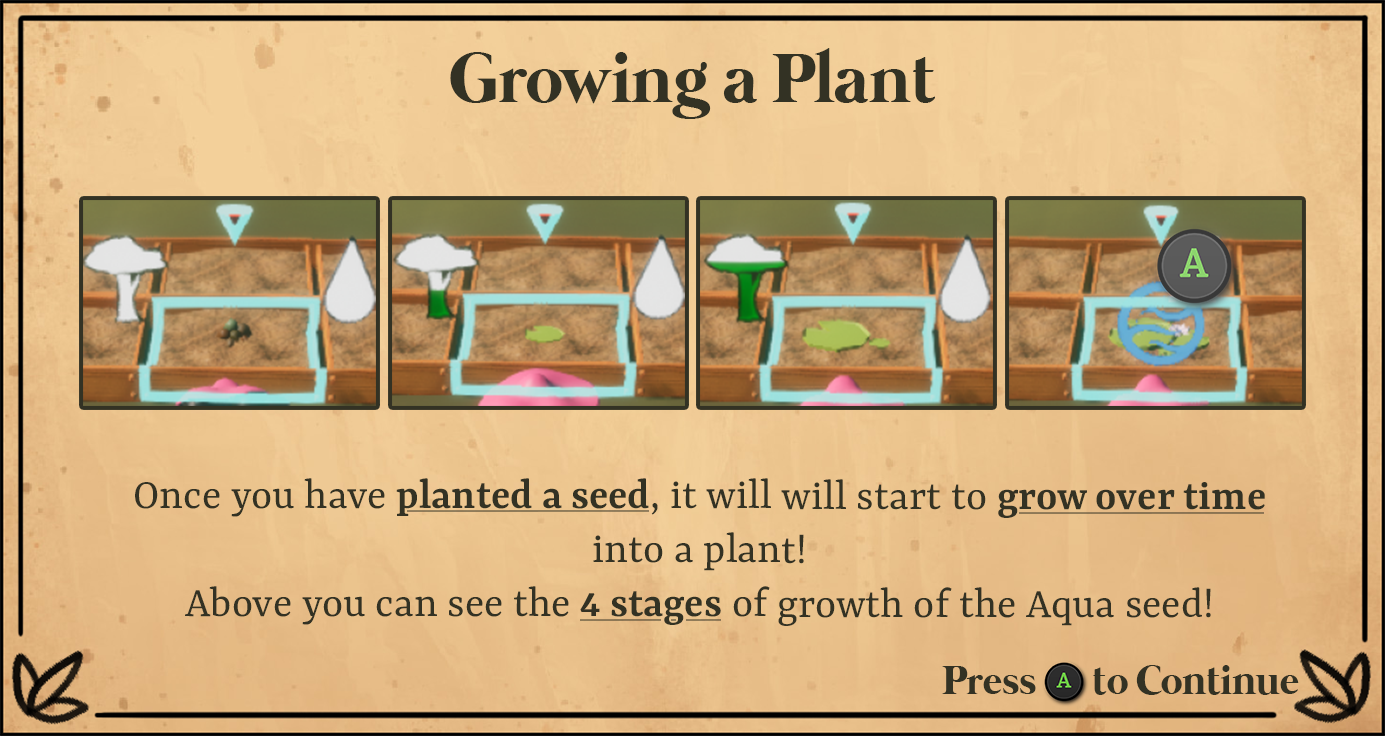 Growing a Plant
A
Once you have planted a seed, it will will start to grow over time
into a plant!
Above you can see the 4 stages of growth of the Aqua seed!
Press A to Continue